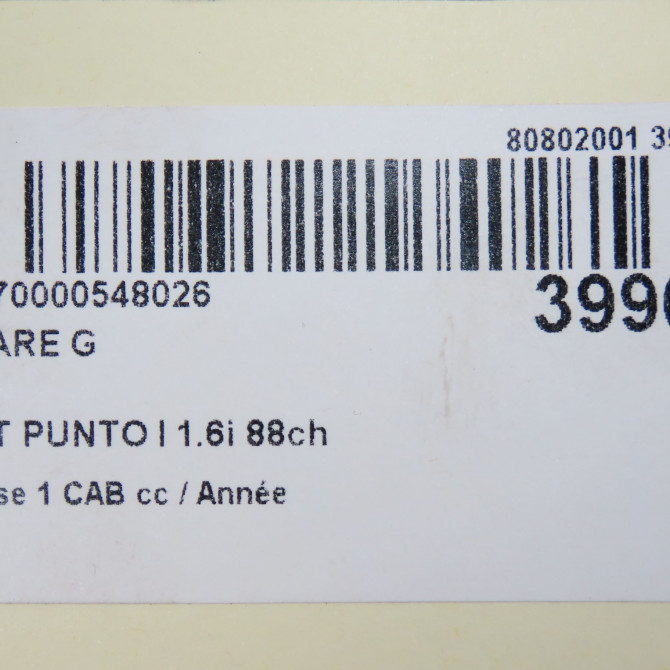 80802001 39
70000548026
399
ARE G
T PUNTO I 1.6i 88ch
se 1 CAB cc / Année